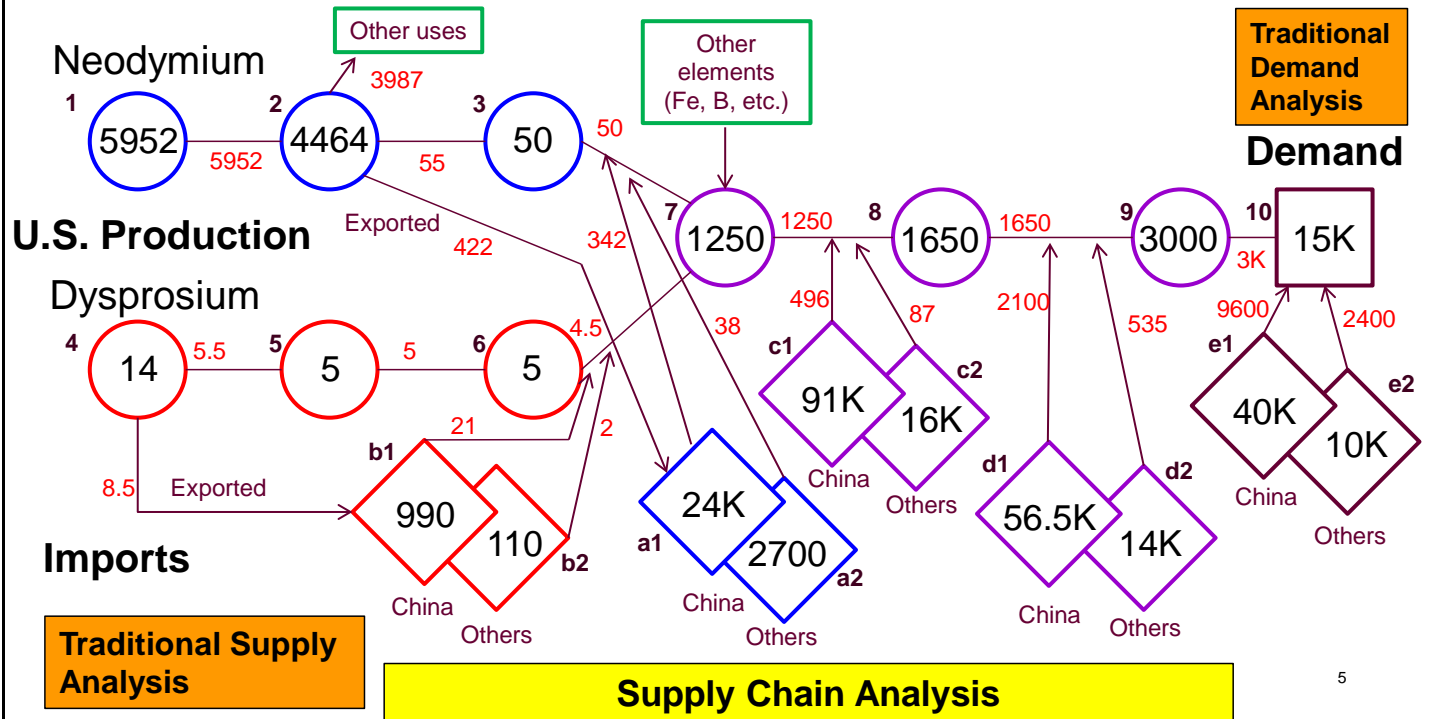 Other uses
Other
elements
(Fe, B, etc.)
Traditional
Demand
Analysis
Neodymium
3987
1
2
3
5952
4464
50
50
5952
55
Demand
Exported
422
342
U.S. Production
7
1250
1250
8
1650
1650
9
3000
10
15K
3K
Dysprosium
4
14
5.5
5
5
5
6
5
4.5
38
496
87
2100
535
9600
2400
c1
91K
c2
16K
e1
40K
e2
10K
21
2
b1
990
110
b2
8.5
Exported
24K
a1
2700
a2
China
Others
d1
56.5K
d2
14K
China
Others
Imports
China
Others
China
Others
China
Others
Traditional Supply
Analysis
Supply Chain Analysis
5